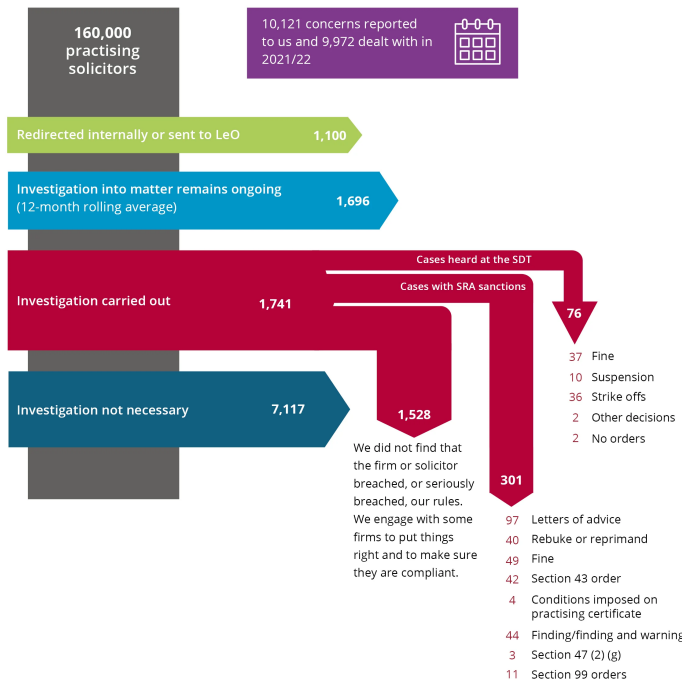 160,000
practising
solicitors
10,121 concerns reported
to us and 9,972 dealt with in
2021/22
Redirected internally or sent to LeO 1,100
Investigation into matter remains ongoing
(12-month rolling average)
1,696
Investigation carried out 1,741
Cases heard at the SDT
Cases with SRA sanctions
76
37 Fine
10 Suspension
36 Strike offs
2 Other decisions
2 No orders
Investigation not necessary 7,117
1,528
We did not find that
the firm or solicitor
breached, or seriously
breached, our rules.
We engage with some
firms to put things
right and to make sure
they are compliant.
301
97 Letters of advice
40 Rebuke or reprimand
49 Fine
42 Section 43 order
4 Conditions imposed on
practising certificate
44 Finding/finding and warning
3 Section 47 (2) (g)
11 Section 99 orders